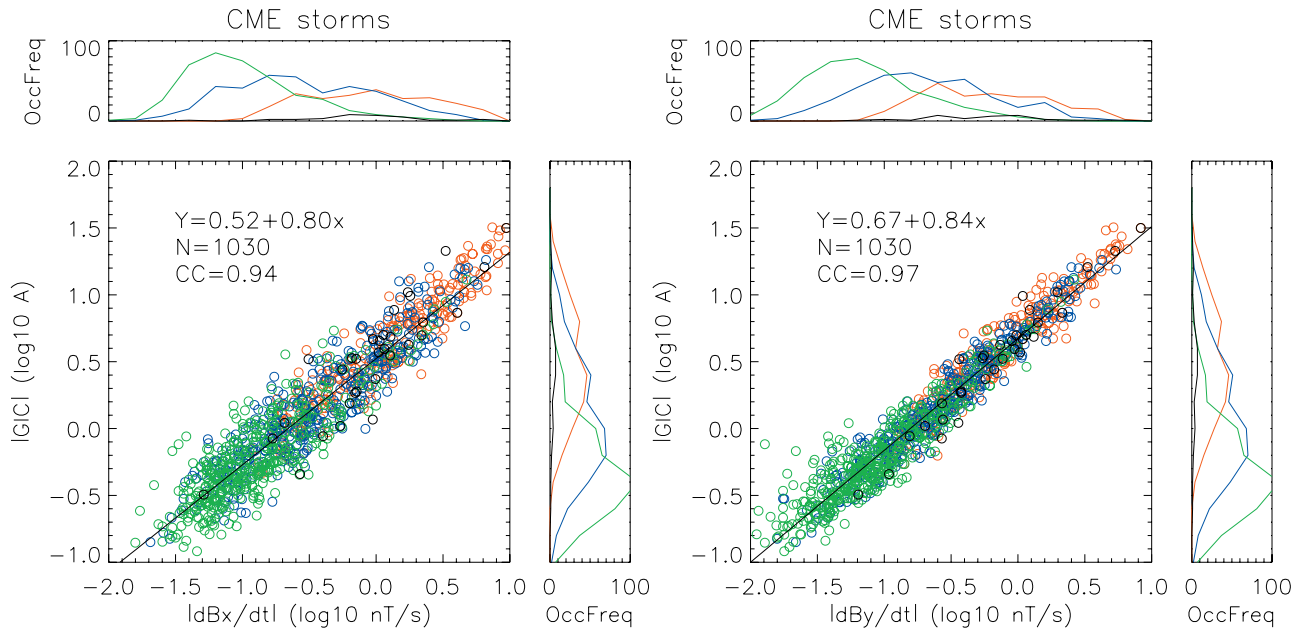 CME storms
100
0
OccFreq
2.0
1.5
1.0
0.5
0.0
−0.5
−1.0
|GIC| (log10 A)
Y=0.52+0.80x
N=1030
CC=0.94
−2.0 −1.5 −1.0 −0.5 0.0 0.5 1.0
|dBx/dt| (log10 nT/s)
0 100
OccFreq
CME storms
100
0
OccFreq
2.0
1.5
1.0
0.5
0.0
−0.5
−1.0
|GIC| (log10 A)
Y=0.67+0.84x
N=1030
CC=0.97
−2.0 −1.5 −1.0 −0.5 0.0 0.5 1.0
|dBy/dt| (log10 nT/s)
0 100
OccFreq